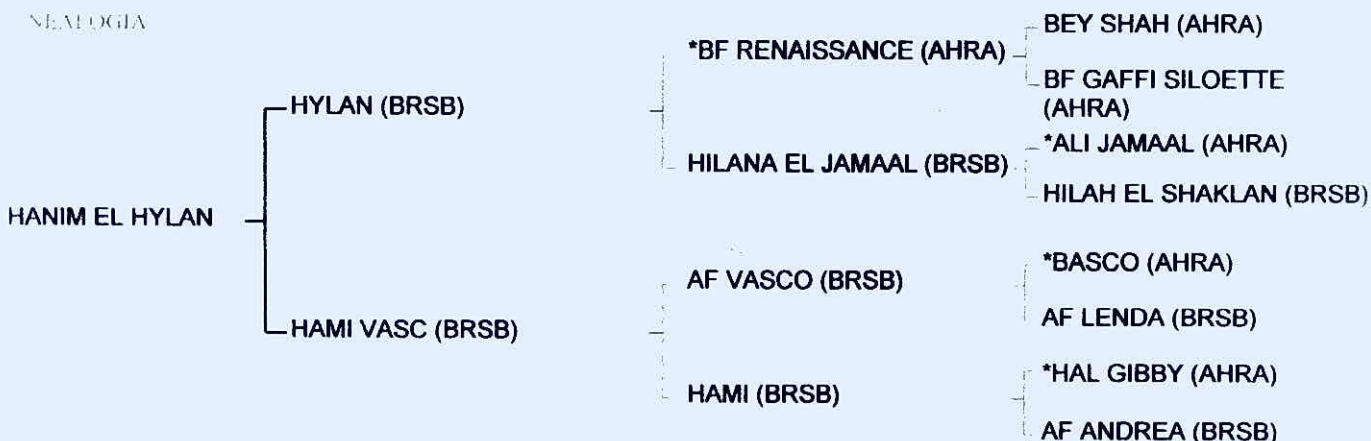 NEALOGIA
BEY SHAH (AHRA)
*BF RENAISSANCE (AHRA)
BF GAFFI SILOETTE
(AHRA)
HYLAN (BRSB)
*ALI JAMAAL (AHRA)
HILANA EL JAMAAL (BRSB)
HILAH EL SHAKLAN (BRSB)
HANIM EL HYLAN
*BASCO (AHRA)
AF VASCO (BRSB)
AF LENDA (BRSB)
HAMI VASC (BRSB)
*HAL GIBBY (AHRA)
HAMI (BRSB)
AF ANDREA (BRSB)